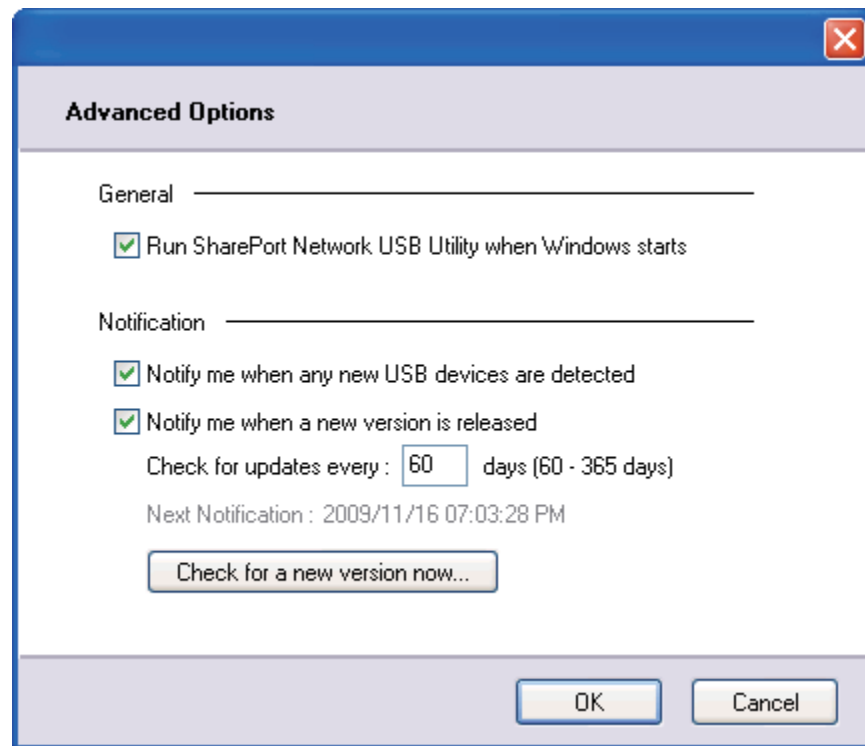 Advanced Options
General
Run SharePort Network USB Utility when Windows starts
Notification
Notify me when any new USB devices are detected
Notify me when a new version is released
Check for updates every : 60 days (60 - 365 days)
Next Notification : 2009/11/16 07:03:28 PM
Check for a new version now...
OK Cancel